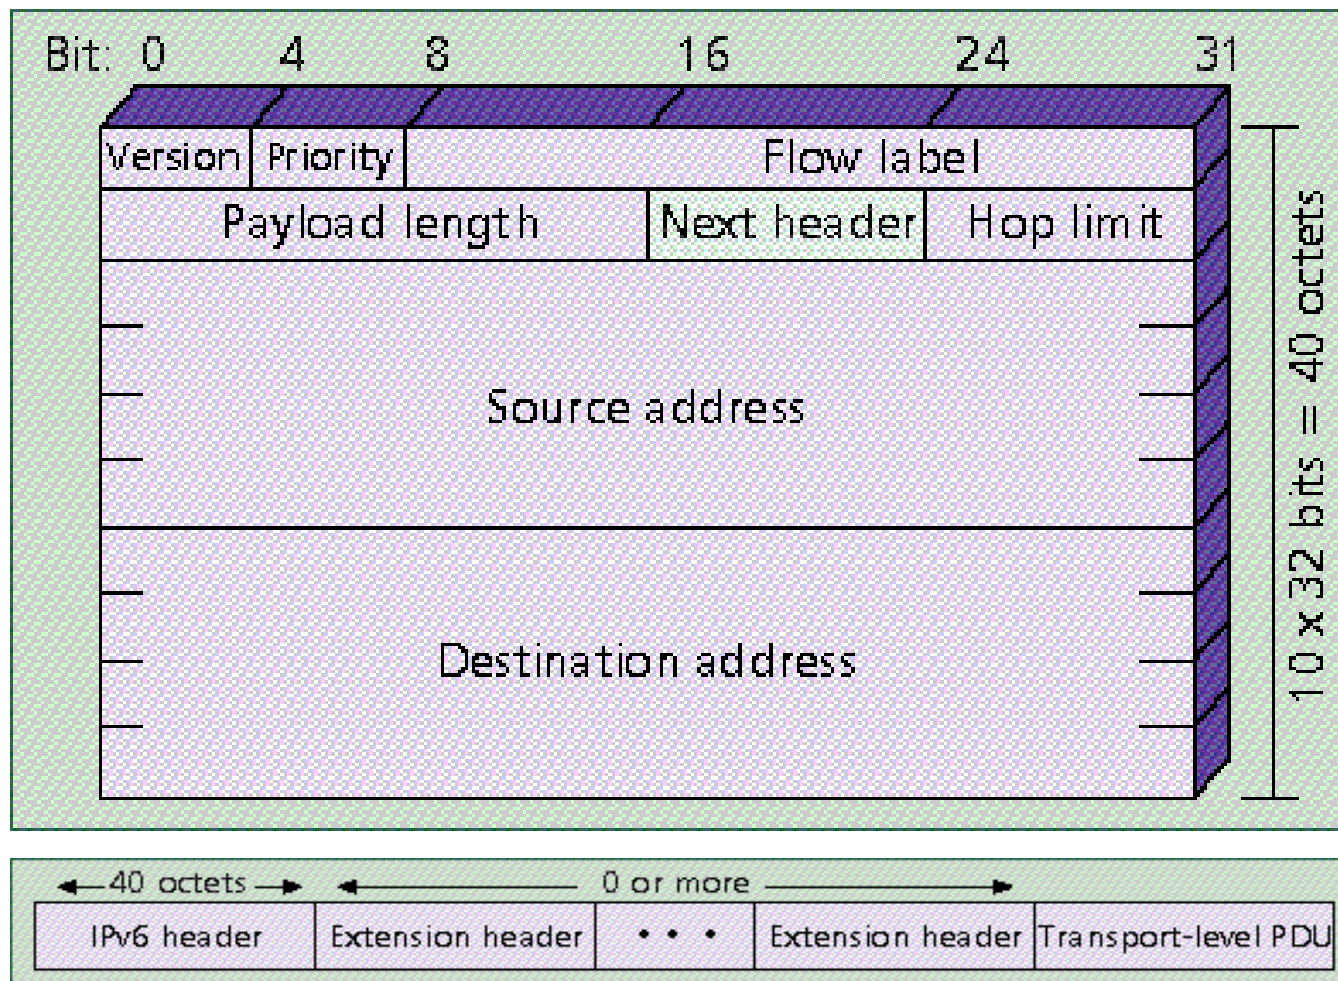 Bit: 0 4 8 16 24 31
Version Priority Flow label
Payload length Next header Hop limit
Source address
Destination address
10 x 32 bits = 40 octets
40 octets 0 or more
IPv6 header Extension header • • • Extension header Transport-level PDU